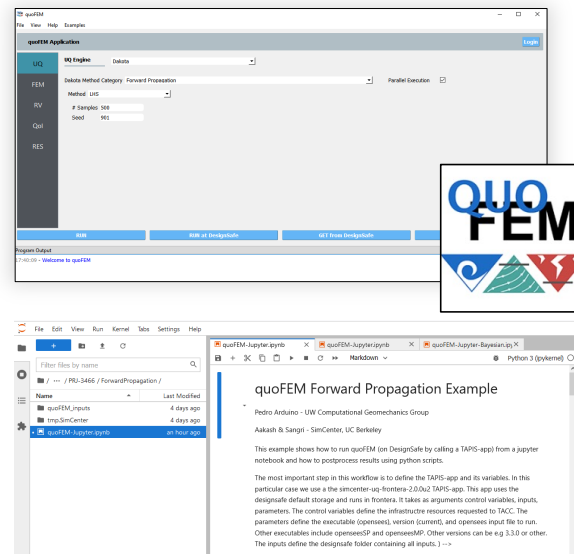 quoFEM
File View Help Examples
quoFEM Application
Login
UQ
UQ Engine Dakota
FEM
Dakota Method Category Forward Propagation Parallel Execution
Method LHS
RV
# Samples 500
Seed 901
QoI
RES
RUN
RUN at DesignSafe
GET from DesignSafe
Program Output
17:40:09 - Welcome to quoFEM
QUO
FEM
File Edit View Run Kernel Tabs Settings Help
quoFEM-Jupyter.ipynb
quoFEM-Jupyter.ipynb
quoFEM-Jupyter-Bayesian.ipy
Markdown
Python 3 (ipykernel)
Filter files by name
/ ··· / PRJ-3466 / ForwardPropagation /
Name Last Modified
quoFEM_inputs 4 days ago
tmp.SimCenter 4 days ago
quoFEM-Jupyter.ipynb an hour ago
quoFEM Forward Propagation Example
Pedro Arduino - UW Computational Geomechanics Group
Aakash & Sangri - SimCenter, UC Berkeley
This example shows how to run quoFEM (on DesignSafe by calling a TAPIS-app) from a jupyter
notebook and how to postprocess results using python scripts.
The most important step in this workflow is to define the TAPIS-app and its variables. In this
particular case we use a the simcenter-uq-frontera-2.0.0u2 TAPIS-app. This app uses the
designsafe default storage and runs in frontera. It takes as arguments control variables, inputs,
parameters. The control variables define the infrastructre resources requested to TACC. The
parameters define the executable (opensees), version (current), and opensees input file to run.
Other executables include openseesSP and openseesMP. Other versions can be e.g 3.3.0 or other.
The inputs define the designsafe folder containing all inputs. ) -->